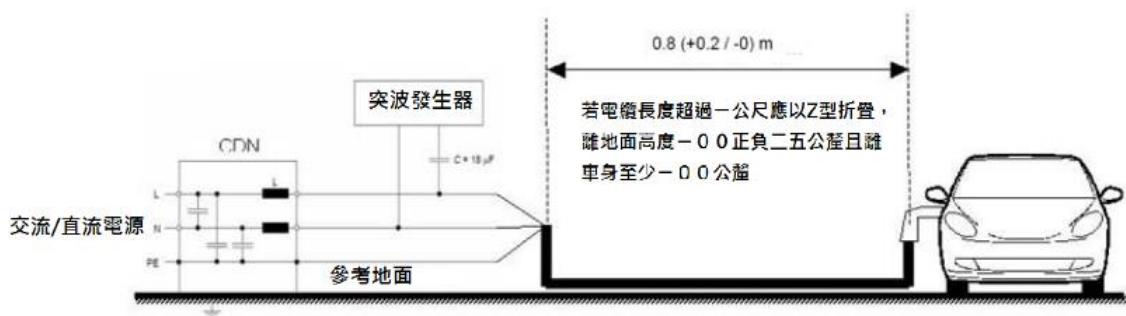 0.8 (+0.2 / -0) m
突波發生器
若電纜長度超過一公尺應以Z型折疊，
離地面高度一００正負二五公釐且離
車身至少一００公釐
CDN
C = 18 μF
L
L
交流/直流電源
N
PE
參考地面